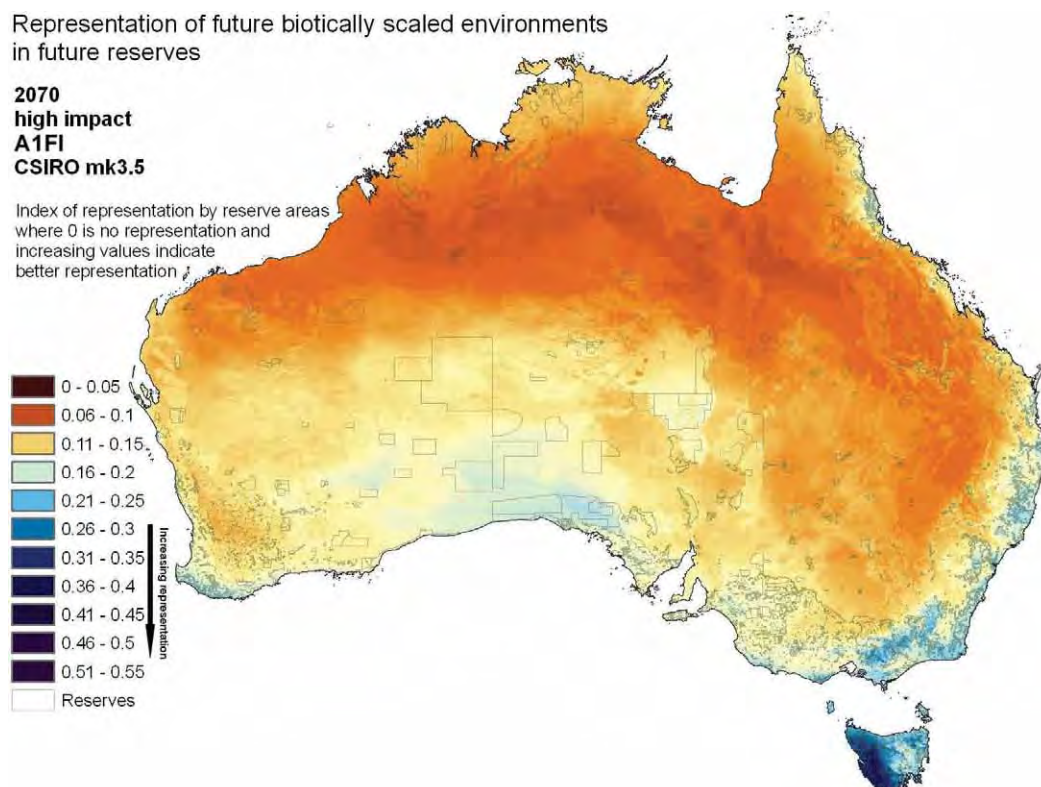 Representation of future biotically scaled environments
in future reserves
2070
high impact
A1FI
CSIRO mk3.5
Index of representation by reserve areas
where 0 is no representation and
increasing values indicate
better representation
0 - 0.05
0.06 - 0.1
0.11 - 0.15
0.16 - 0.2
0.21 - 0.25
0.26 - 0.3
0.31 - 0.35
0.36 - 0.4
0.41 - 0.45
0.46 - 0.5
0.51 - 0.55
Reserves
Increasing representation